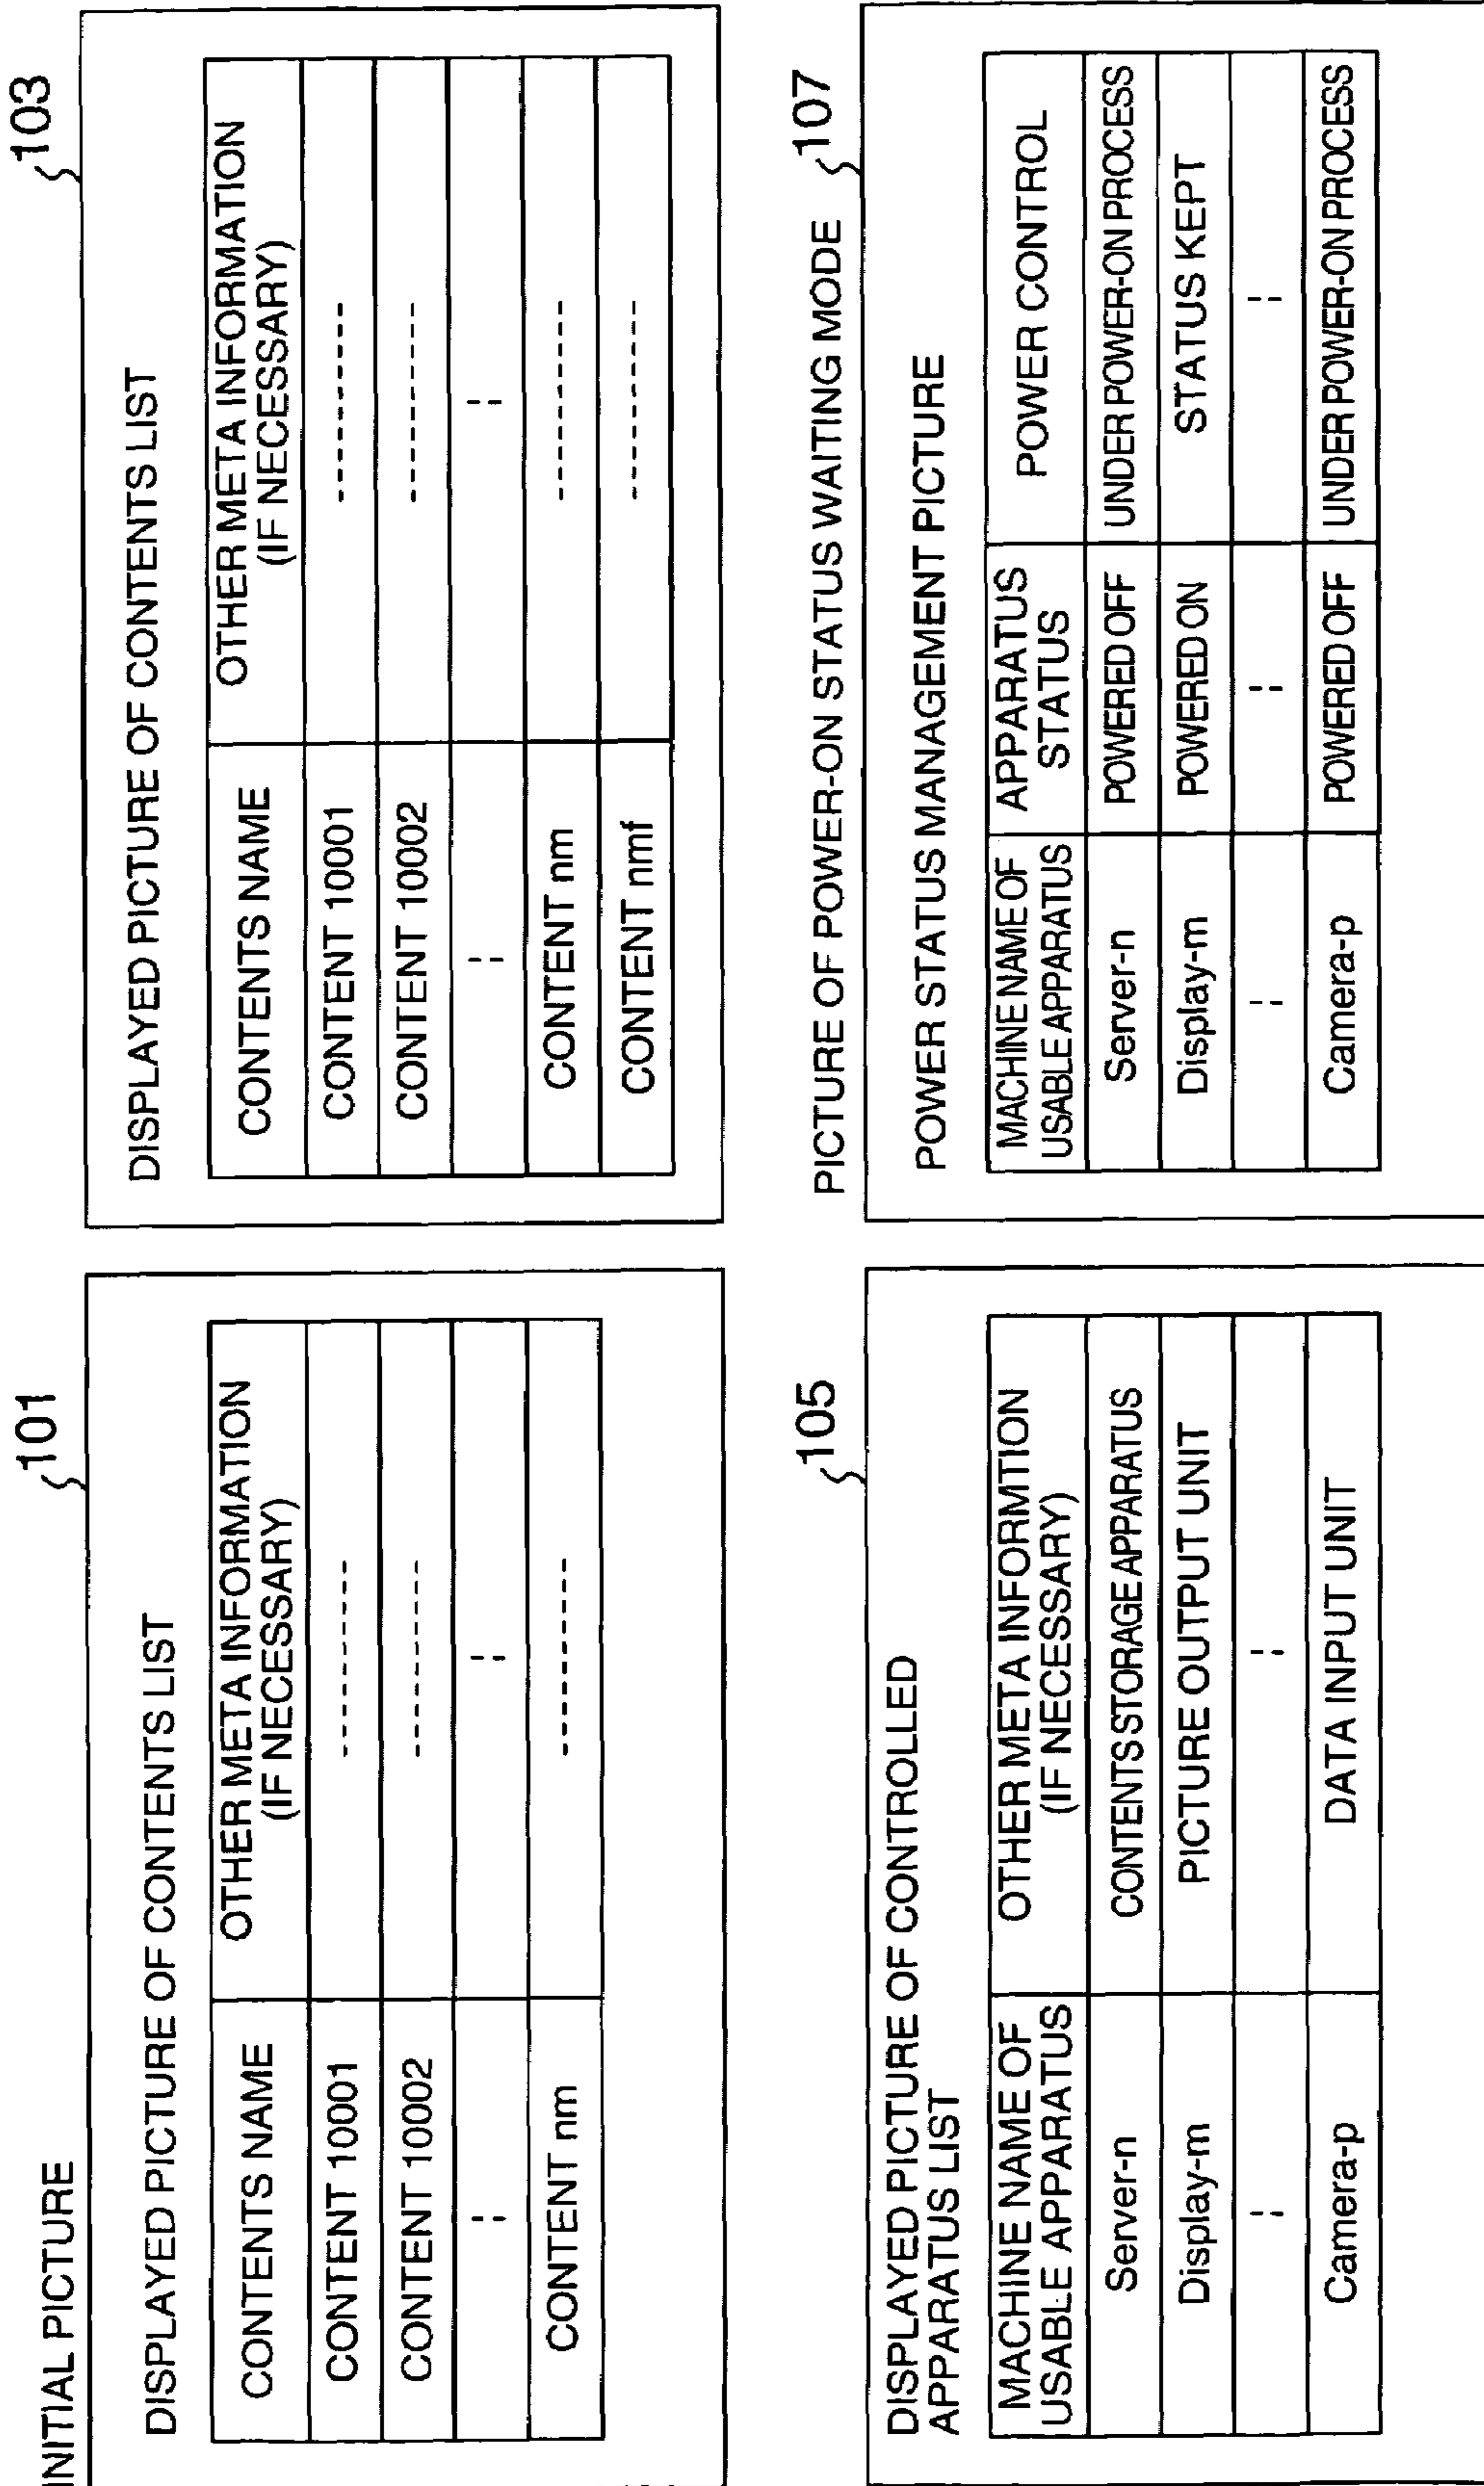 INITIAL PICTURE
101
DISPLAYED PICTURE OF CONTENTS LIST
CONTENTS NAME
OTHER META INFORMATION
(IF NECESSARY)
CONTENT 10001
----------
CONTENT 10002
----------
--
--
CONTENT nm
----------
103
DISPLAYED PICTURE OF CONTENTS LIST
CONTENTS NAME
OTHER META INFORMATION
(IF NECESSARY)
CONTENT 10001
----------
CONTENT 10002
----------
--
--
CONTENT nm
----------
CONTENT nmf
----------
105
DISPLAYED PICTURE OF CONTROLLED
APPARATUS LIST
MACHINE NAME OF
USABLE APPARATUS
OTHER META INFORMTION
(IF NECESSARY)
Server-n
CONTENTS STORAGE APPARATUS
Display-m
PICTURE OUTPUT UNIT
--
--
Camera-p
DATA INPUT UNIT
PICTURE OF POWER-ON STATUS WAITING MODE
107
POWER STATUS MANAGEMENT PICTURE
MACHINE NAME OF
USABLE APPARATUS
APPARATUS
STATUS
POWER CONTROL
Server-n
POWERED OFF
UNDER POWER-ON PROCESS
Display-m
POWERED ON
STATUS KEPT
--
--
--
Camera-p
POWERED OFF
UNDER POWER-ON PROCESS